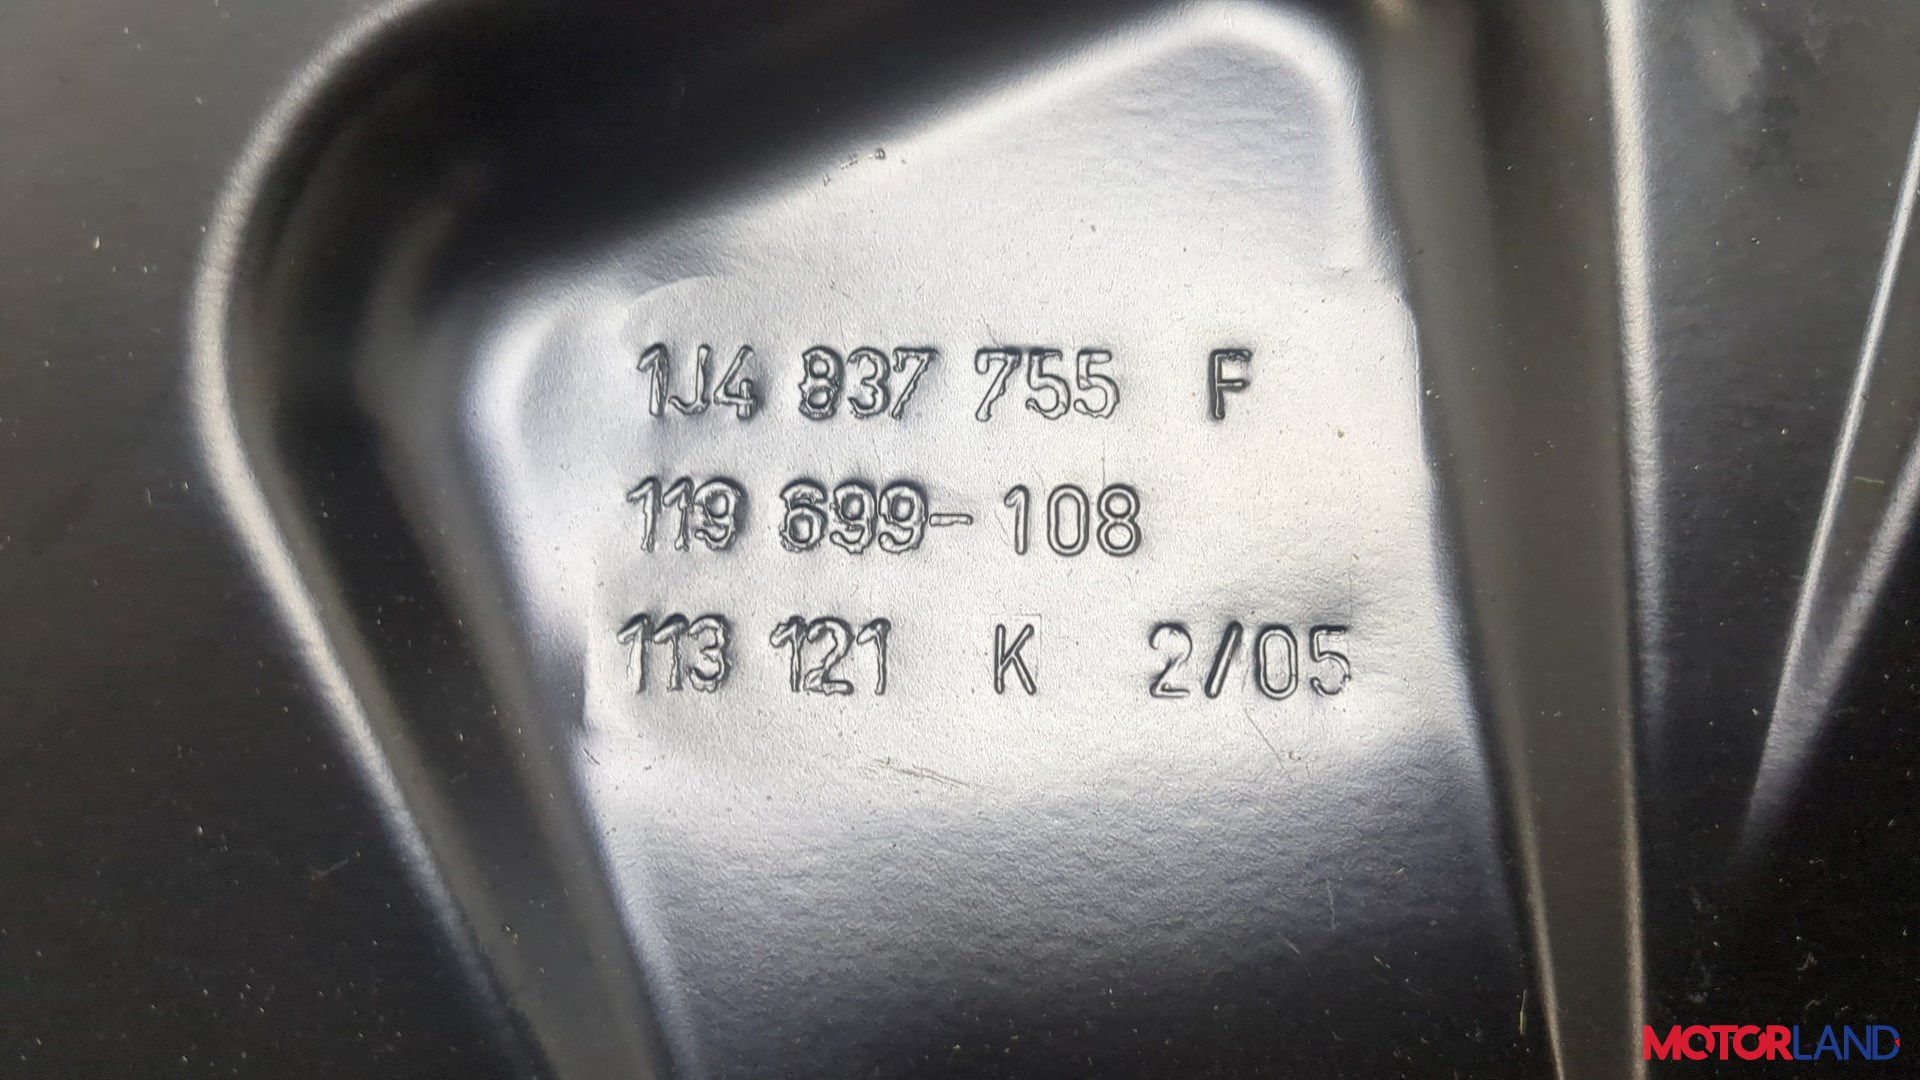 1J4 837 755 F
119 699-108
113 121 K 2/05
MOTORLAND